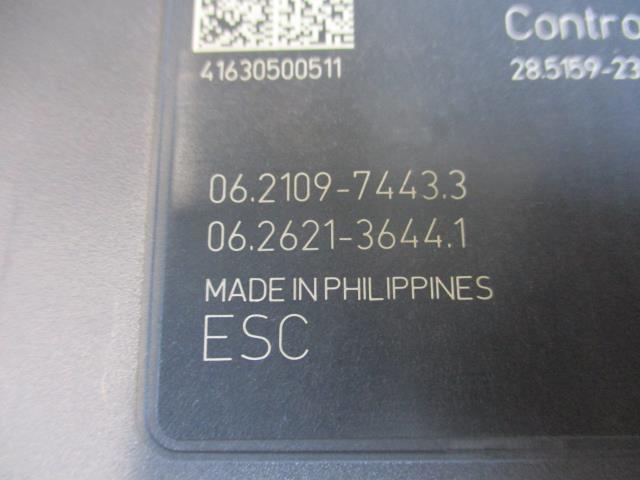 Contro
41630500511
28.5159-23
06.2109-7443.3
06.2621-3644.1
MADE IN PHILIPPINES
ESC